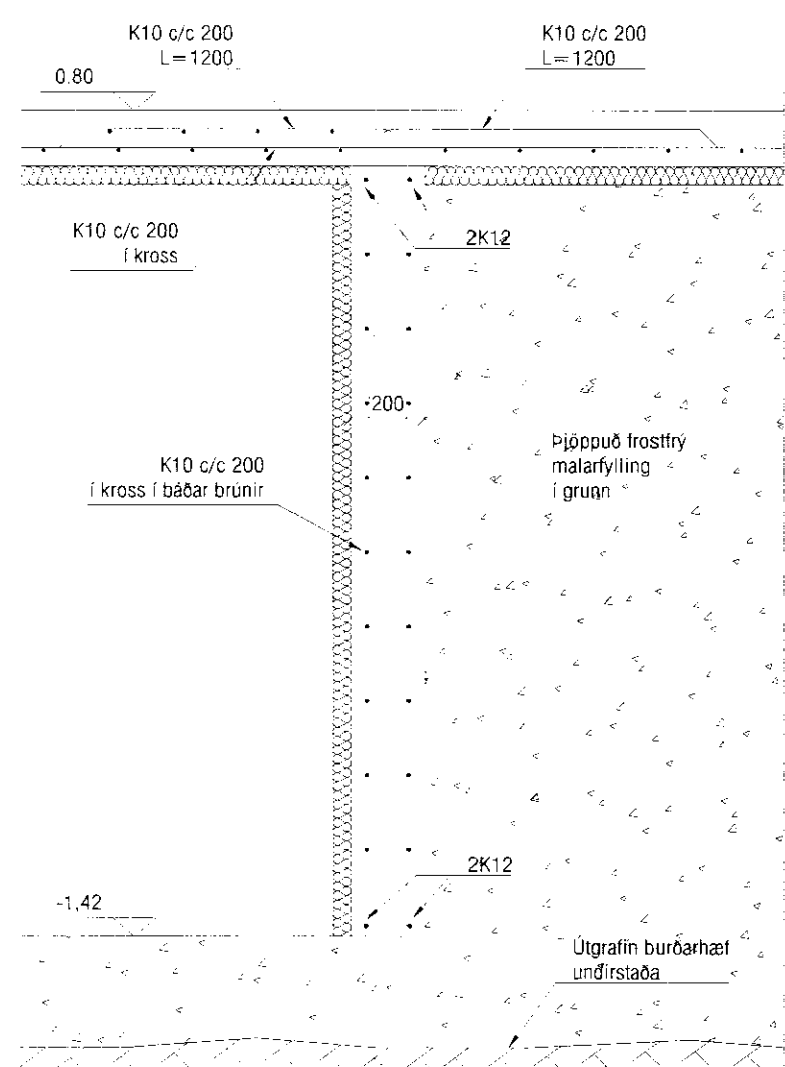 K10 c/c 200
L=1200
K10 c/c 200
L=1200
0.80
K10 c/c 200
í kross
2K12
200
Þjöppuð frostfrý
malarfylling
í grunn
K10 c/c 200
í kross í báðar brúnir
2K12
-1,42
Útgrafin burðarhæf
undirstaða